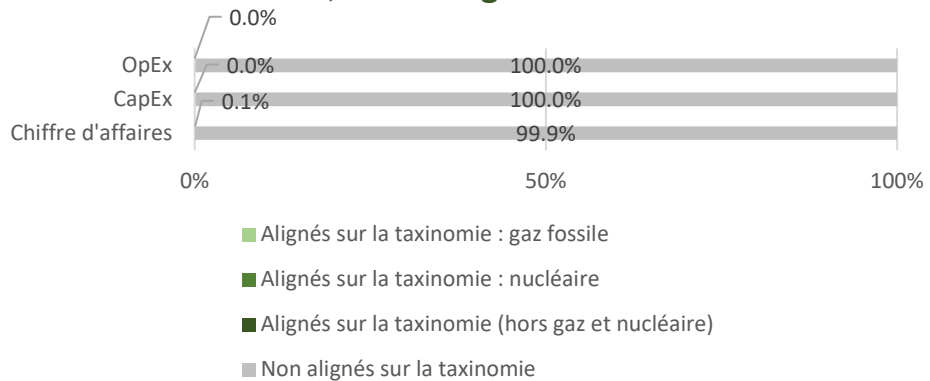 0.0%
OpEx 0.0% 100.0%
CapEx 0.1% 100.0%
Chiffre d'affaires 99.9%
0% 50% 100%
Alignés sur la taxinomie : gaz fossile
Alignés sur la taxinomie : nucléaire
Alignés sur la taxinomie (hors gaz et nucléaire)
Non alignés sur la taxinomie